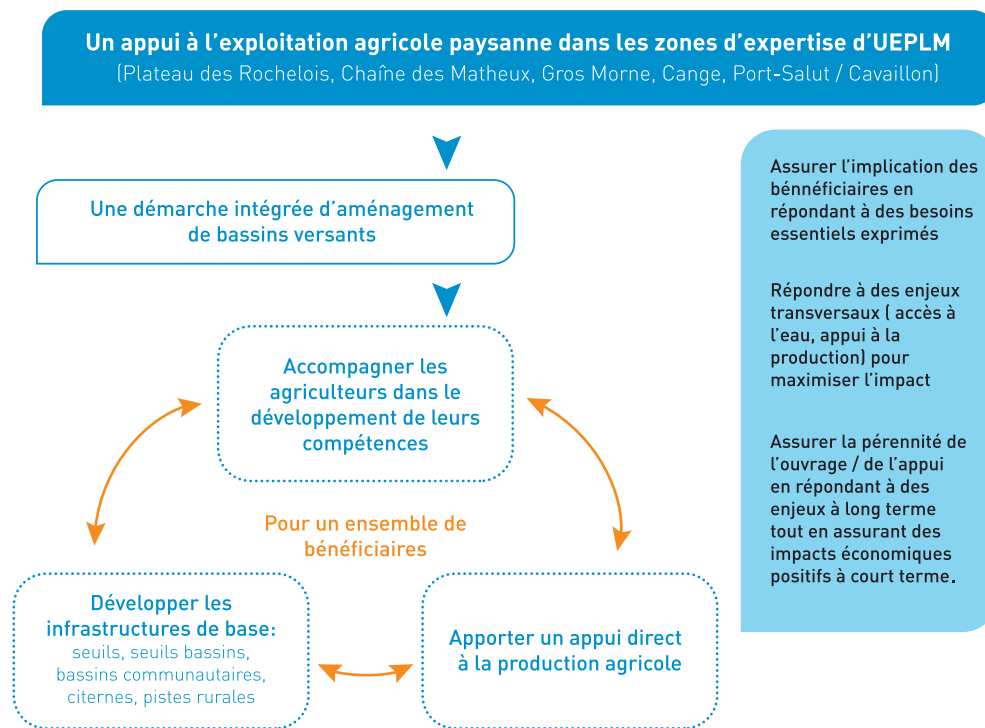 Un appui à l’exploitation agricole paysanne dans les zones d’expertise d’UEPLM
(Plateau des Rochelois, Chaîne des Matheux, Gros Morne, Cange, Port-Salut / Cavaillon)
Une démarche intégrée d’aménagement
de bassins versants
Accompagner les
agriculteurs dans le
développement de leurs
compétences
Pour un ensemble de
bénéficiaires
Développer les
infrastructures de base:
seuils, seuils bassins,
bassins communautaires,
citernes, pistes rurales
Apporter un appui direct
à la production agricole
Assurer l’implication des
bénnéficiaires en
répondant à des besoins
essentiels exprimés
Répondre à des enjeux
transversaux ( accès à
l’eau, appui à la
production) pour
maximiser l’impact
Assurer la pérennité de
l’ouvrage / de l’appui
en répondant à des
enjeux à long terme
tout en assurant des
impacts économiques
positifs à court terme.